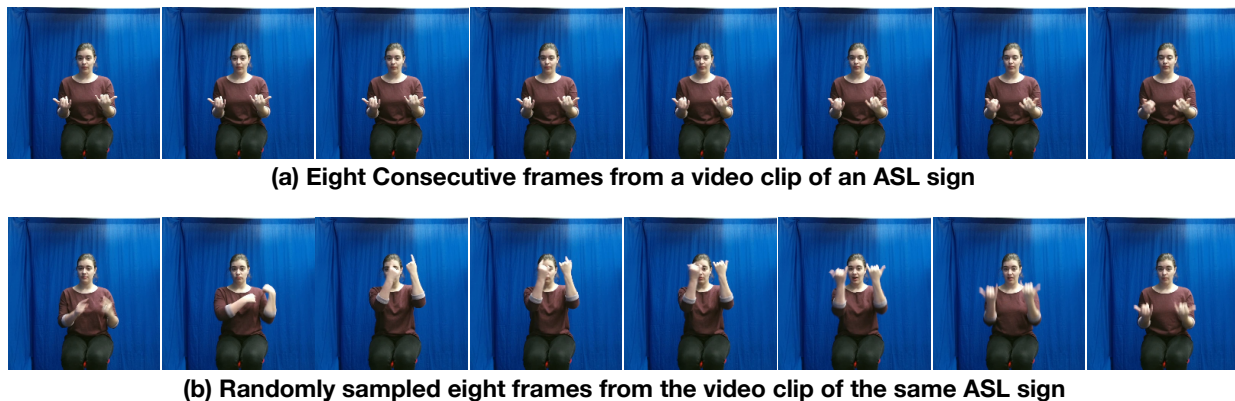 (a) Eight Consecutive frames from a video clip of an ASL sign
(b) Randomly sampled eight frames from the video clip of the same ASL sign